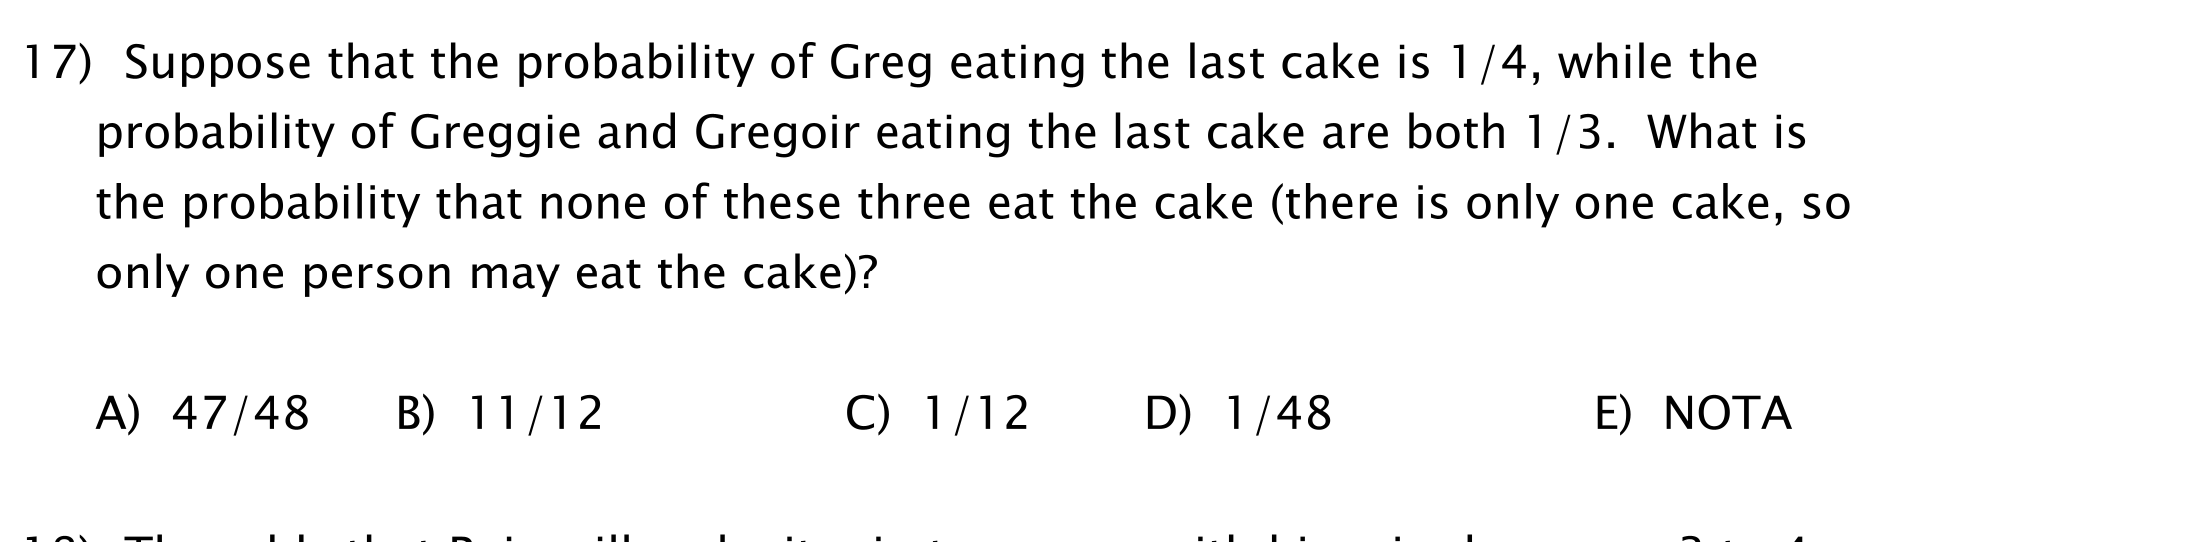 17) Suppose that the probability of Greg eating the last cake is 1/4, while the
probability of Greggie and Gregoir eating the last cake are both 1/3. What is
the probability that none of these three eat the cake (there is only one cake, so
only one person may eat the cake)?
A) 47/48 B) 11/12 C) 1/12 D) 1/48 E) NOTA